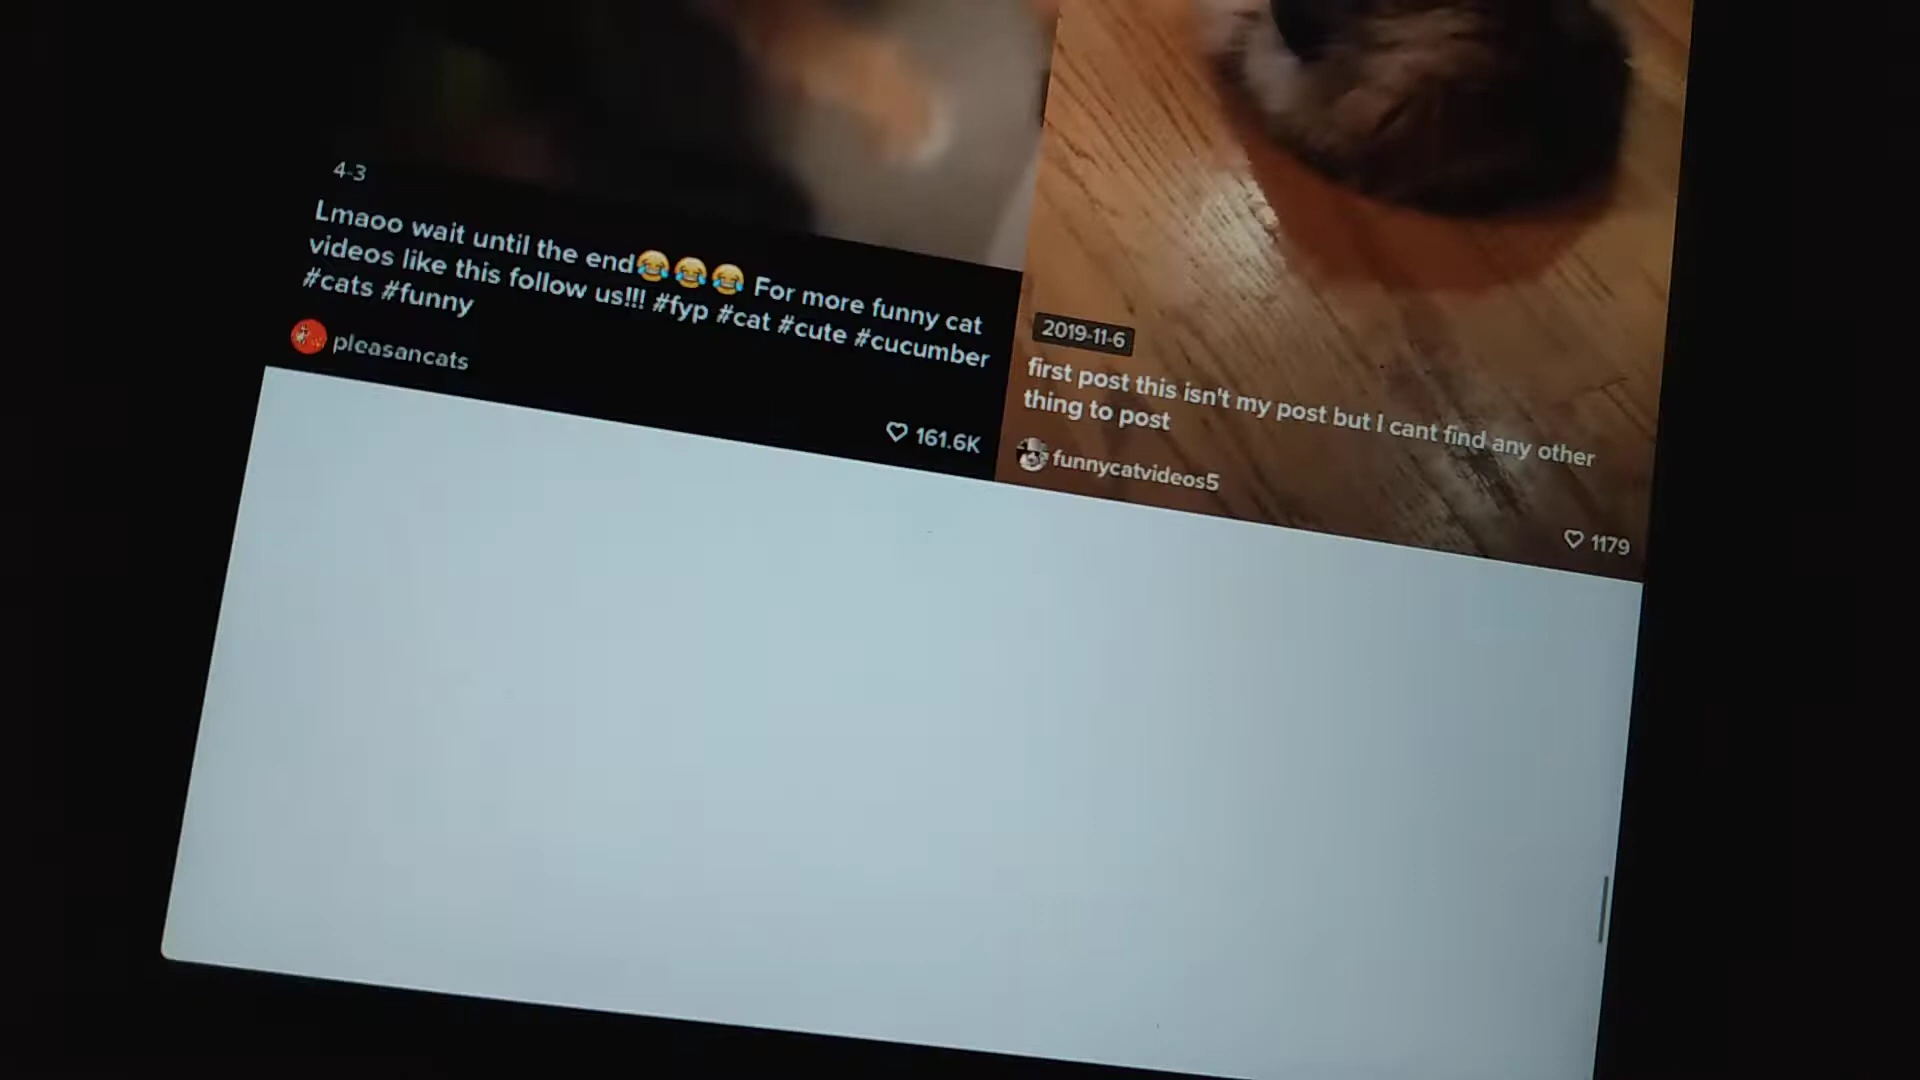 4-3
Lmaoo wait until the end😂😂😂 For more funny cat
videos like this follow us!!! #fyp #cat #cute #cucumber
#cats #funny
pleasancats
161.6K
2019-11-6
first post this isn't my post but I cant find any other
thing to post
funnycatvideos5
1179